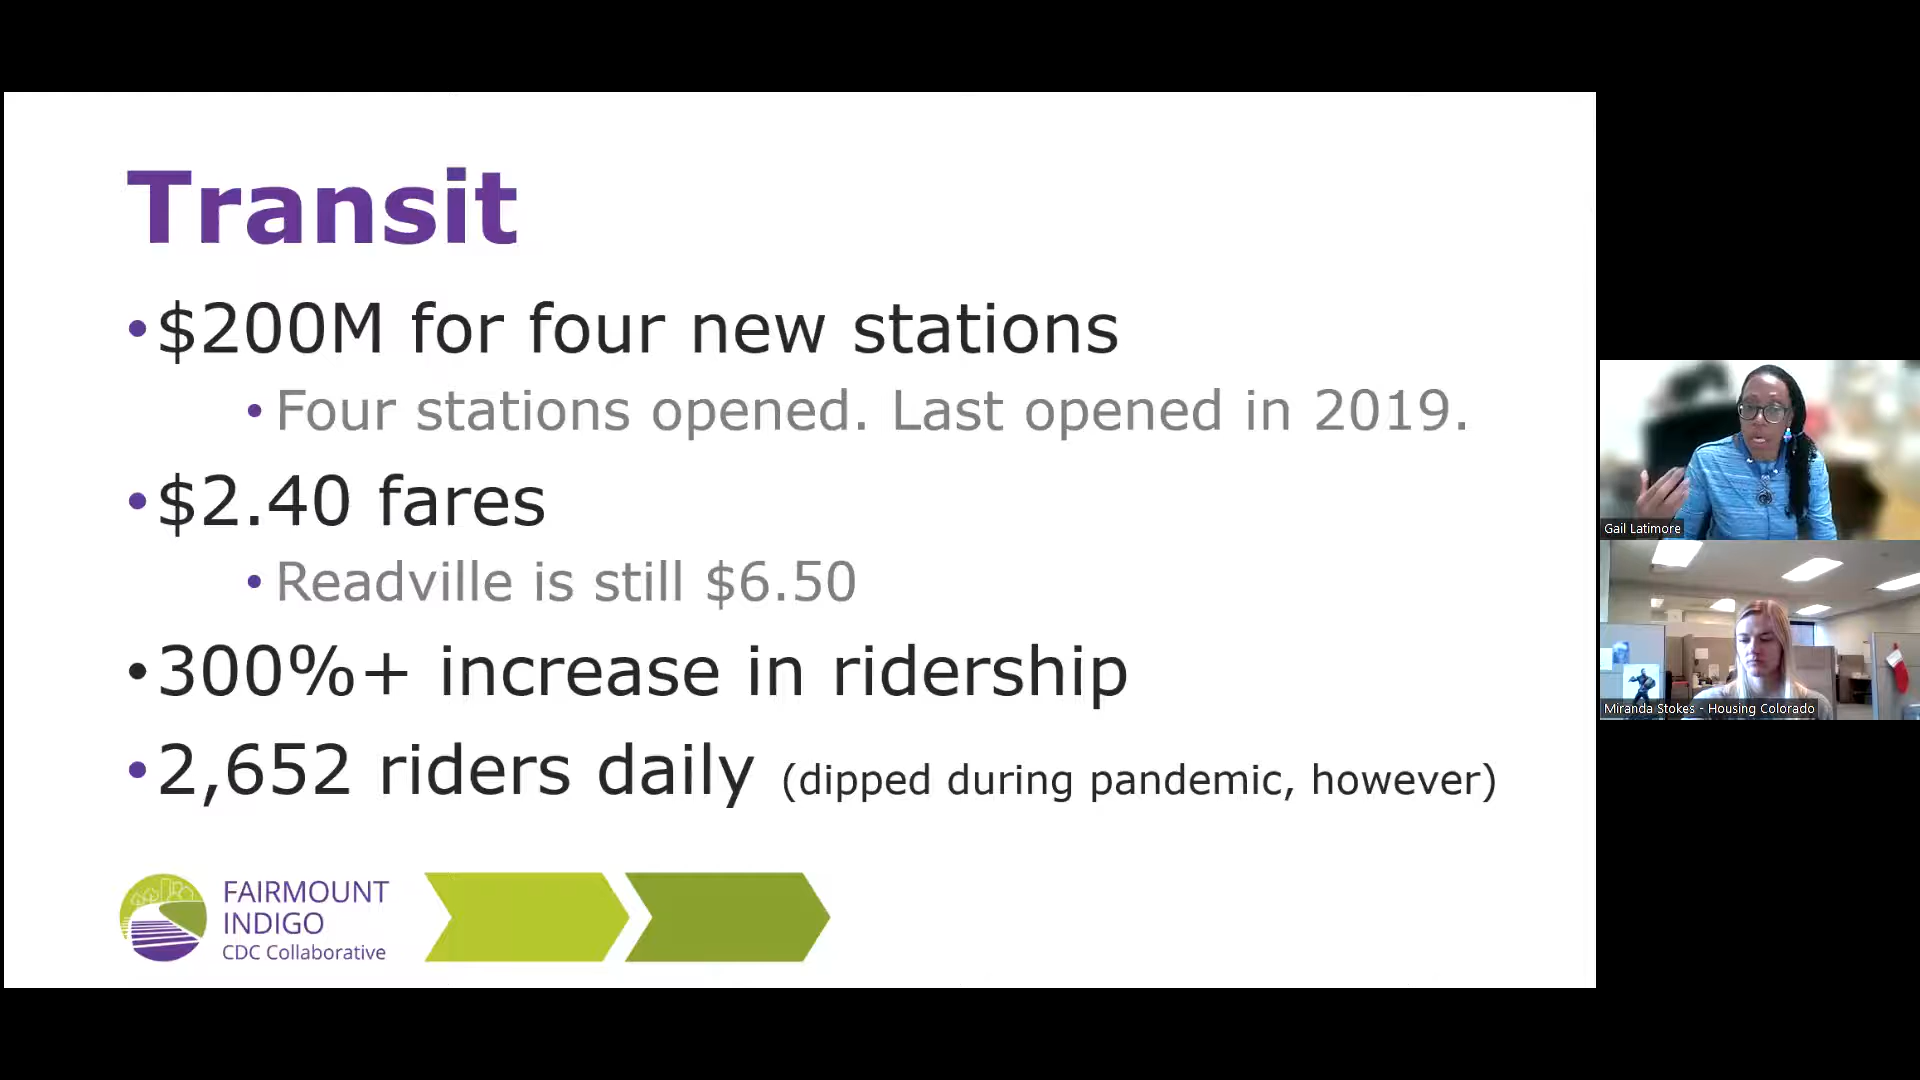 Transit
•$200M for four new stations
•Four stations opened. Last opened in 2019.
•$2.40 fares
•Readville is still $6.50
•300%+ increase in ridership
•2,652 riders daily (dipped during pandemic, however)
FAIRMOUNT
INDIGO
CDC Collaborative
Gail Latimore
Miranda Stokes - Housing Colorado